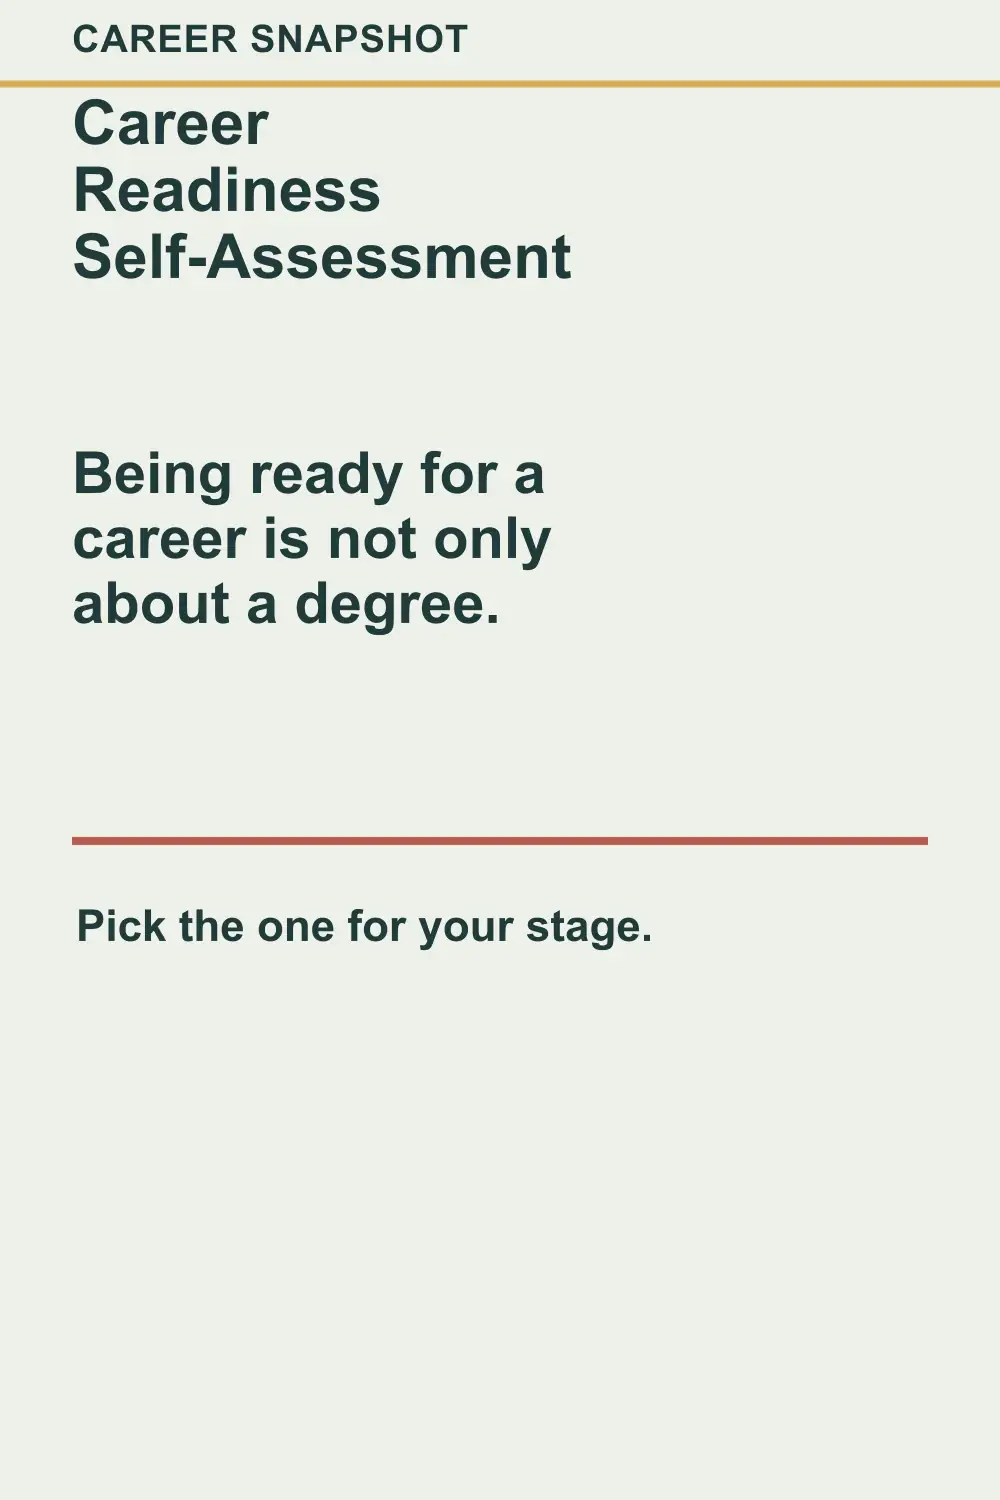 CAREER SNAPSHOT
Career
Readiness
Self-Assessment
Being ready for a
career is not only
about a degree.
Pick the one for your stage.